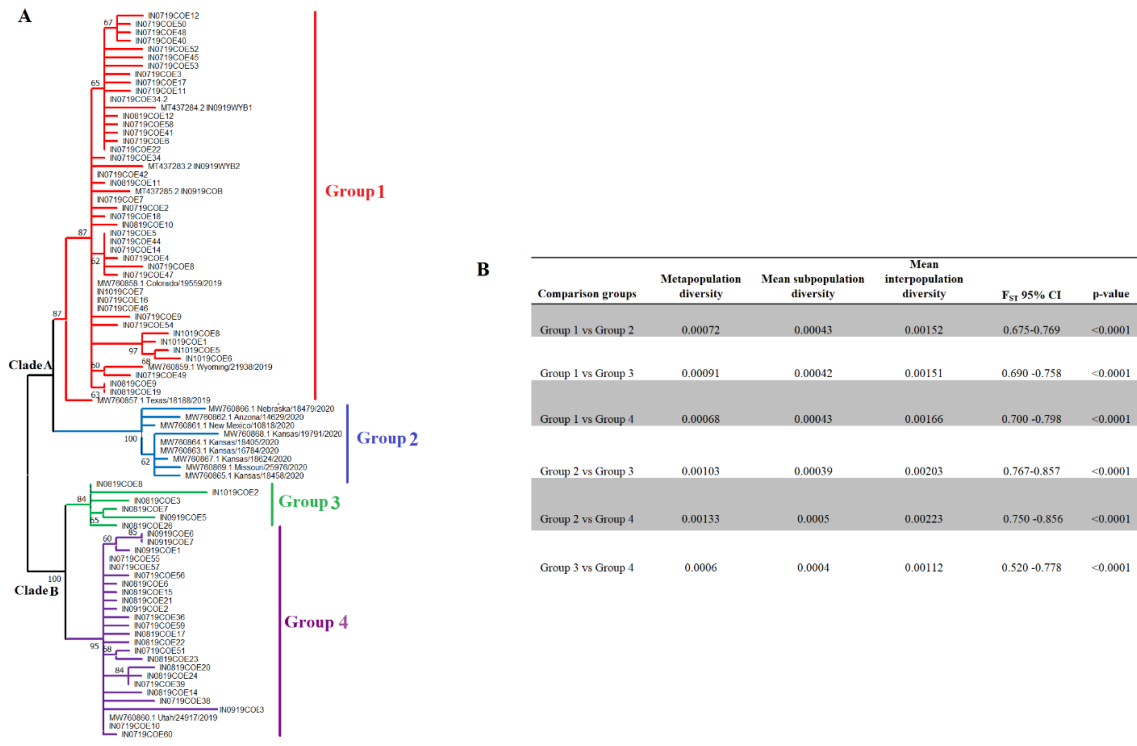 A
IN0719COE12
67
IN0719COE50
IN0719COE48
IN0719COE40
IN0719COE52
IN0719COE45
IN0719COE53
IN0719COE3
65
IN0719COE17
IN0719COE11
IN0719COE34-2
MT437284.2 IN0919WYB1
IN0819COE12
IN0719COE58
IN0719COE41
IN0719COE6
IN0719COE22
IN0719COE34
MT437283.2 IN0919WYB2
IN0719COE42
IN0819COE11
MT437285.2 IN0919COB
Group 1
IN0719COE7
IN0719COE2
IN0719COE18
IN0819COE10
87
IN0719COE5
IN0719COE44
IN0719COE14
62
IN0719COE4
IN0719COE8
IN0719COE47
MW760858.1 Colorado/19559/2019
IN1019COE7
IN0719COE16
IN0719COE46
87
IN0719COE9
IN0719COE54
IN1019COE8
IN1019COE1
97
IN1019COE5
68
IN1019COE6
60
MW760859.1 Wyoming/21938/2019
Clade A
IN0719COE49
IN0819COE9
63
IN0819COE19
MW760857.1 Texas/18188/2019
MW760866.1 Nebraska/18479/2020
MW760862.1 Arizona/14629/2020
MW760861.1 New Mexico/10818/2020
100
MW760868.1 Kansas/19791/2020
Group 2
MW760864.1 Kansas/18405/2020
MW760863.1 Kansas/16784/2020
62
MW760867.1 Kansas/18624/2020
MW760869.1 Missouri/25976/2020
MW760865.1 Kansas/18458/2020
IN0819COE8
84
IN1019COE2
IN0819COE3
Group 3
IN0819COE7
65
IN0919COE5
IN0819COE26
85
IN0919COE6
60
IN0919COE7
IN0919COE1
IN0719COE55
IN0719COE57
100
IN0719COE56
Clade B
IN0819COE6
IN0819COE15
IN0819COE21
IN0919COE2
IN0719COE36
Group 4
IN0719COE59
IN0819COE17
IN0819COE22
95
68
IN0719COE51
IN0819COE23
IN0819COE20
84
IN0819COE24
IN0719COE39
IN0819COE14
IN0719COE38
IN0919COE3
MW760860.1 Utah/24917/2019
IN0719COE10
IN0719COE60
B
Comparison groups Metapopulation diversity Mean subpopulation diversity Mean interpopulation diversity FST 95% CI p-value
Group 1 vs Group 2 0.00072 0.00043 0.00152 0.675-0.769 <0.0001
Group 1 vs Group 3 0.00091 0.00042 0.00151 0.690 -0.758 <0.0001
Group 1 vs Group 4 0.00068 0.00043 0.00166 0.700 -0.798 <0.0001
Group 2 vs Group 3 0.00103 0.00039 0.00203 0.767-0.857 <0.0001
Group 2 vs Group 4 0.00133 0.0005 0.00223 0.750 -0.856 <0.0001
Group 3 vs Group 4 0.0006 0.0004 0.00112 0.520 -0.778 <0.0001